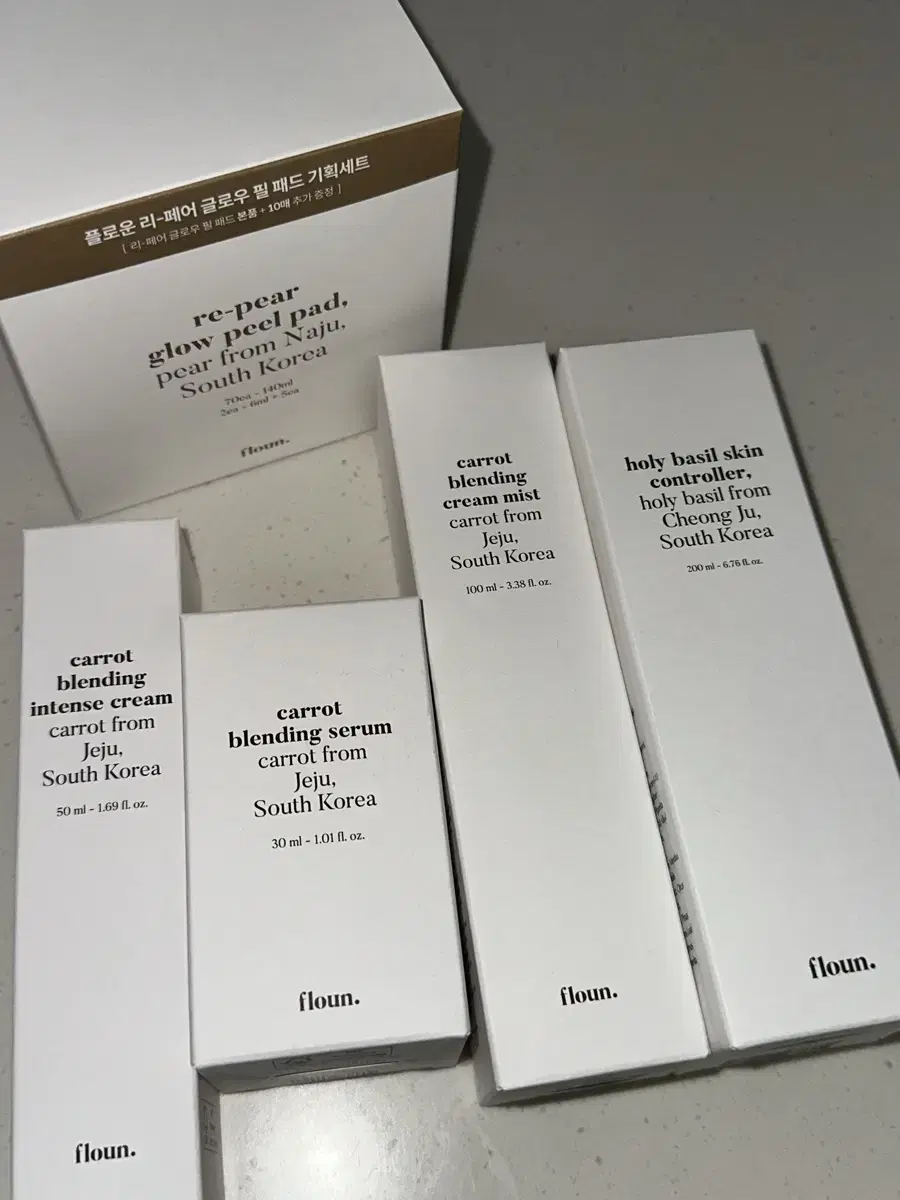 플로운 리-페어 글로우 필 패드 기획세트
[ 리-페어 글로우 필 패드 본품 + 10매 추가 증정 ]
re-pear
glow peel pad,
pear from Naju,
South Korea
70ea - 140ml
2ea - 6ml + 5ea
floun.
carrot
blending
cream mist
carrot from
Jeju,
South Korea
100 ml - 3.38 fl. oz.
floun.
holy basil skin
controller,
holy basil from
Cheong Ju,
South Korea
200 ml - 6.76 fl. oz.
floun.
carrot
blending
intense cream
carrot from
Jeju,
South Korea
50 ml - 1.69 fl. oz.
floun.
carrot
blending serum
carrot from
Jeju,
South Korea
30 ml - 1.01 fl. oz.
floun.